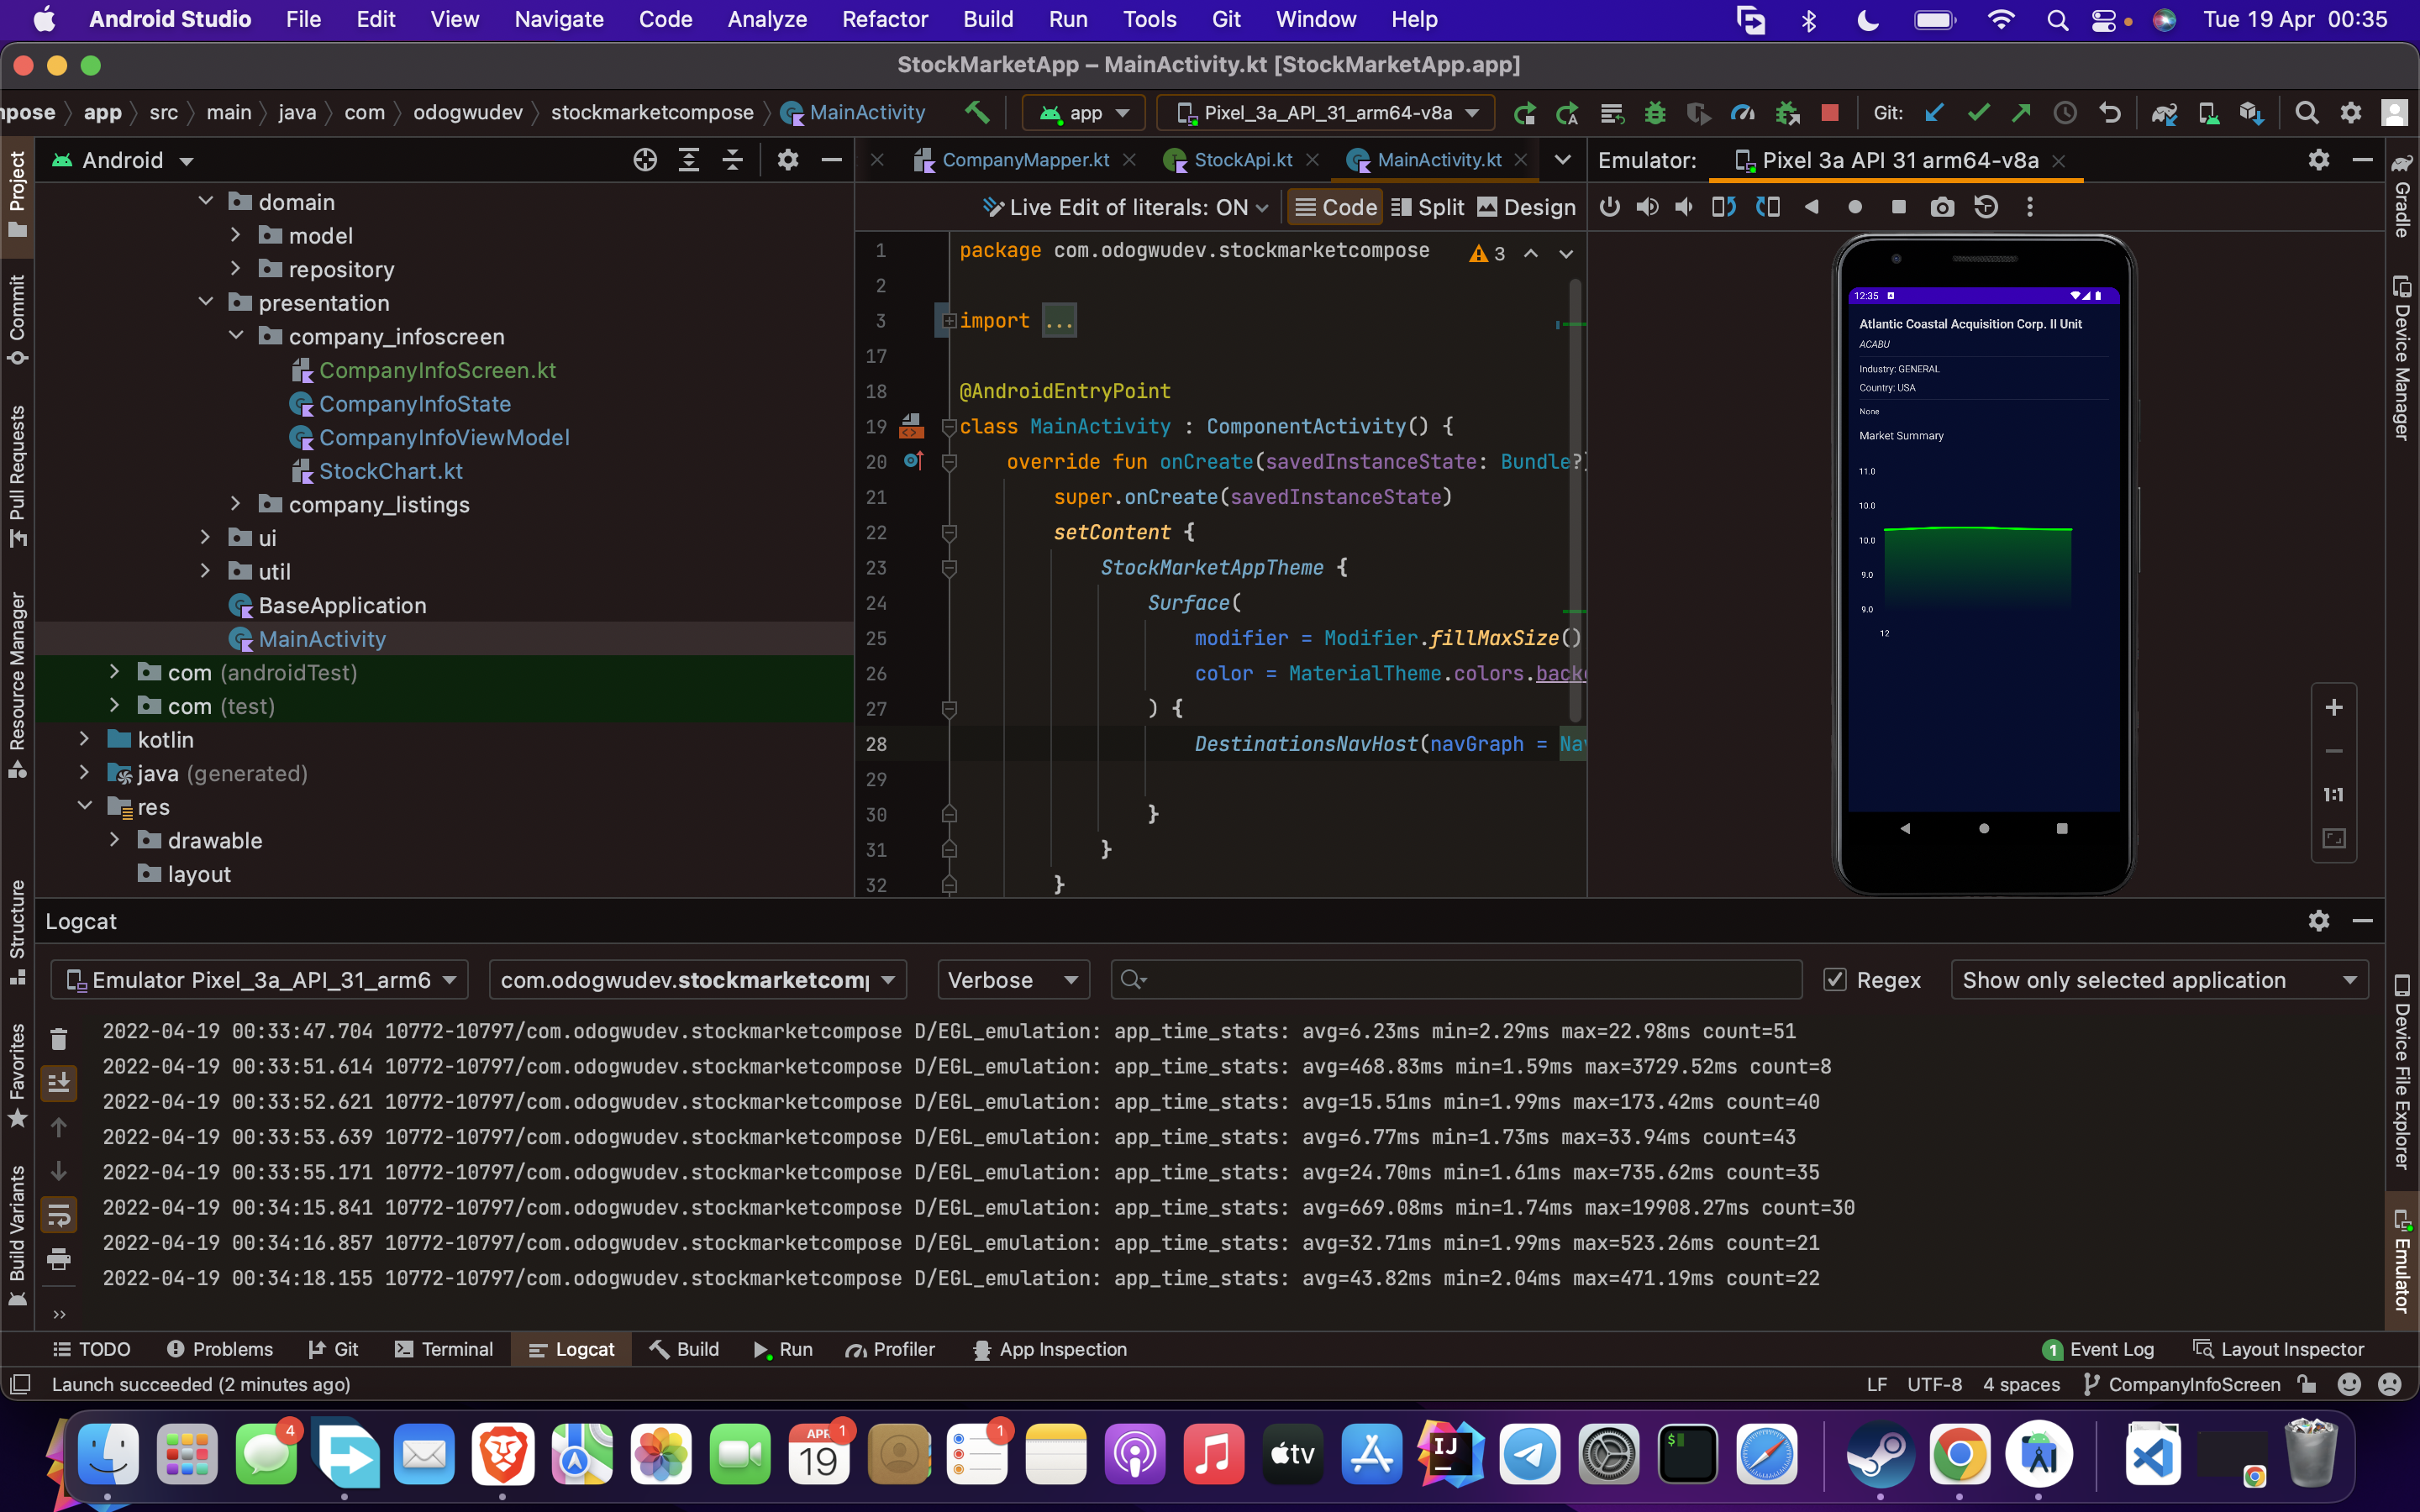 Android Studio File Edit View Navigate Code Analyze Refactor Build Run Tools Git Window Help Tue 19 Apr 00:35
StockMarketApp – MainActivity.kt [StockMarketApp.app]
mpose app src main java com odogwudev stockmarketcompose MainActivity app Pixel_3a_API_31_arm64-v8a Git:
Project
Commit
Pull Requests
Resource Manager
Structure
Favorites
Build Variants
Android
domain
model
repository
presentation
company_infoscreen
CompanyInfoScreen.kt
CompanyInfoState
CompanyInfoViewModel
StockChart.kt
company_listings
ui
util
BaseApplication
MainActivity
com (androidTest)
com (test)
kotlin
java (generated)
res
drawable
layout
CompanyMapper.kt StockApi.kt MainActivity.kt
Live Edit of literals: ON Code Split Design
1 package com.odogwudev.stockmarketcompose 3
2
3 import ...
17
18 @AndroidEntryPoint
19 class MainActivity : ComponentActivity() {
20 override fun onCreate(savedInstanceState: Bundle?)
21 super.onCreate(savedInstanceState)
22 setContent {
23 StockMarketAppTheme {
24 Surface(
25 modifier = Modifier.fillMaxSize()
26 color = MaterialTheme.colors.backg
27 ) {
28 DestinationsNavHost(navGraph = Nav
29
30 }
31 }
32 }
Emulator: Pixel 3a API 31 arm64-v8a
12:35
Atlantic Coastal Acquisition Corp. II Unit
ACABU
Industry: GENERAL
Country: USA
None
Market Summary
11.0
10.0
10.0
9.0
9.0
12
1:1
Gradle
Device Manager
Device File Explorer
Emulator
Logcat
Emulator Pixel_3a_API_31_arm6 com.odogwudev.stockmarketcomp Verbose Regex Show only selected application
2022-04-19 00:33:47.704 10772-10797/com.odogwudev.stockmarketcompose D/EGL_emulation: app_time_stats: avg=6.23ms min=2.29ms max=22.98ms count=51
2022-04-19 00:33:51.614 10772-10797/com.odogwudev.stockmarketcompose D/EGL_emulation: app_time_stats: avg=468.83ms min=1.59ms max=3729.52ms count=8
2022-04-19 00:33:52.621 10772-10797/com.odogwudev.stockmarketcompose D/EGL_emulation: app_time_stats: avg=15.51ms min=1.99ms max=173.42ms count=40
2022-04-19 00:33:53.639 10772-10797/com.odogwudev.stockmarketcompose D/EGL_emulation: app_time_stats: avg=6.77ms min=1.73ms max=33.94ms count=43
2022-04-19 00:33:55.171 10772-10797/com.odogwudev.stockmarketcompose D/EGL_emulation: app_time_stats: avg=24.70ms min=1.61ms max=735.62ms count=35
2022-04-19 00:34:15.841 10772-10797/com.odogwudev.stockmarketcompose D/EGL_emulation: app_time_stats: avg=669.08ms min=1.74ms max=19908.27ms count=30
2022-04-19 00:34:16.857 10772-10797/com.odogwudev.stockmarketcompose D/EGL_emulation: app_time_stats: avg=32.71ms min=1.99ms max=523.26ms count=21
2022-04-19 00:34:18.155 10772-10797/com.odogwudev.stockmarketcompose D/EGL_emulation: app_time_stats: avg=43.82ms min=2.04ms max=471.19ms count=22
TODO Problems Git Terminal Logcat Build Run Profiler App Inspection 1 Event Log Layout Inspector
Launch succeeded (2 minutes ago) LF UTF-8 4 spaces CompanyInfoScreen
4 APR 19 1 1 tv IJ $